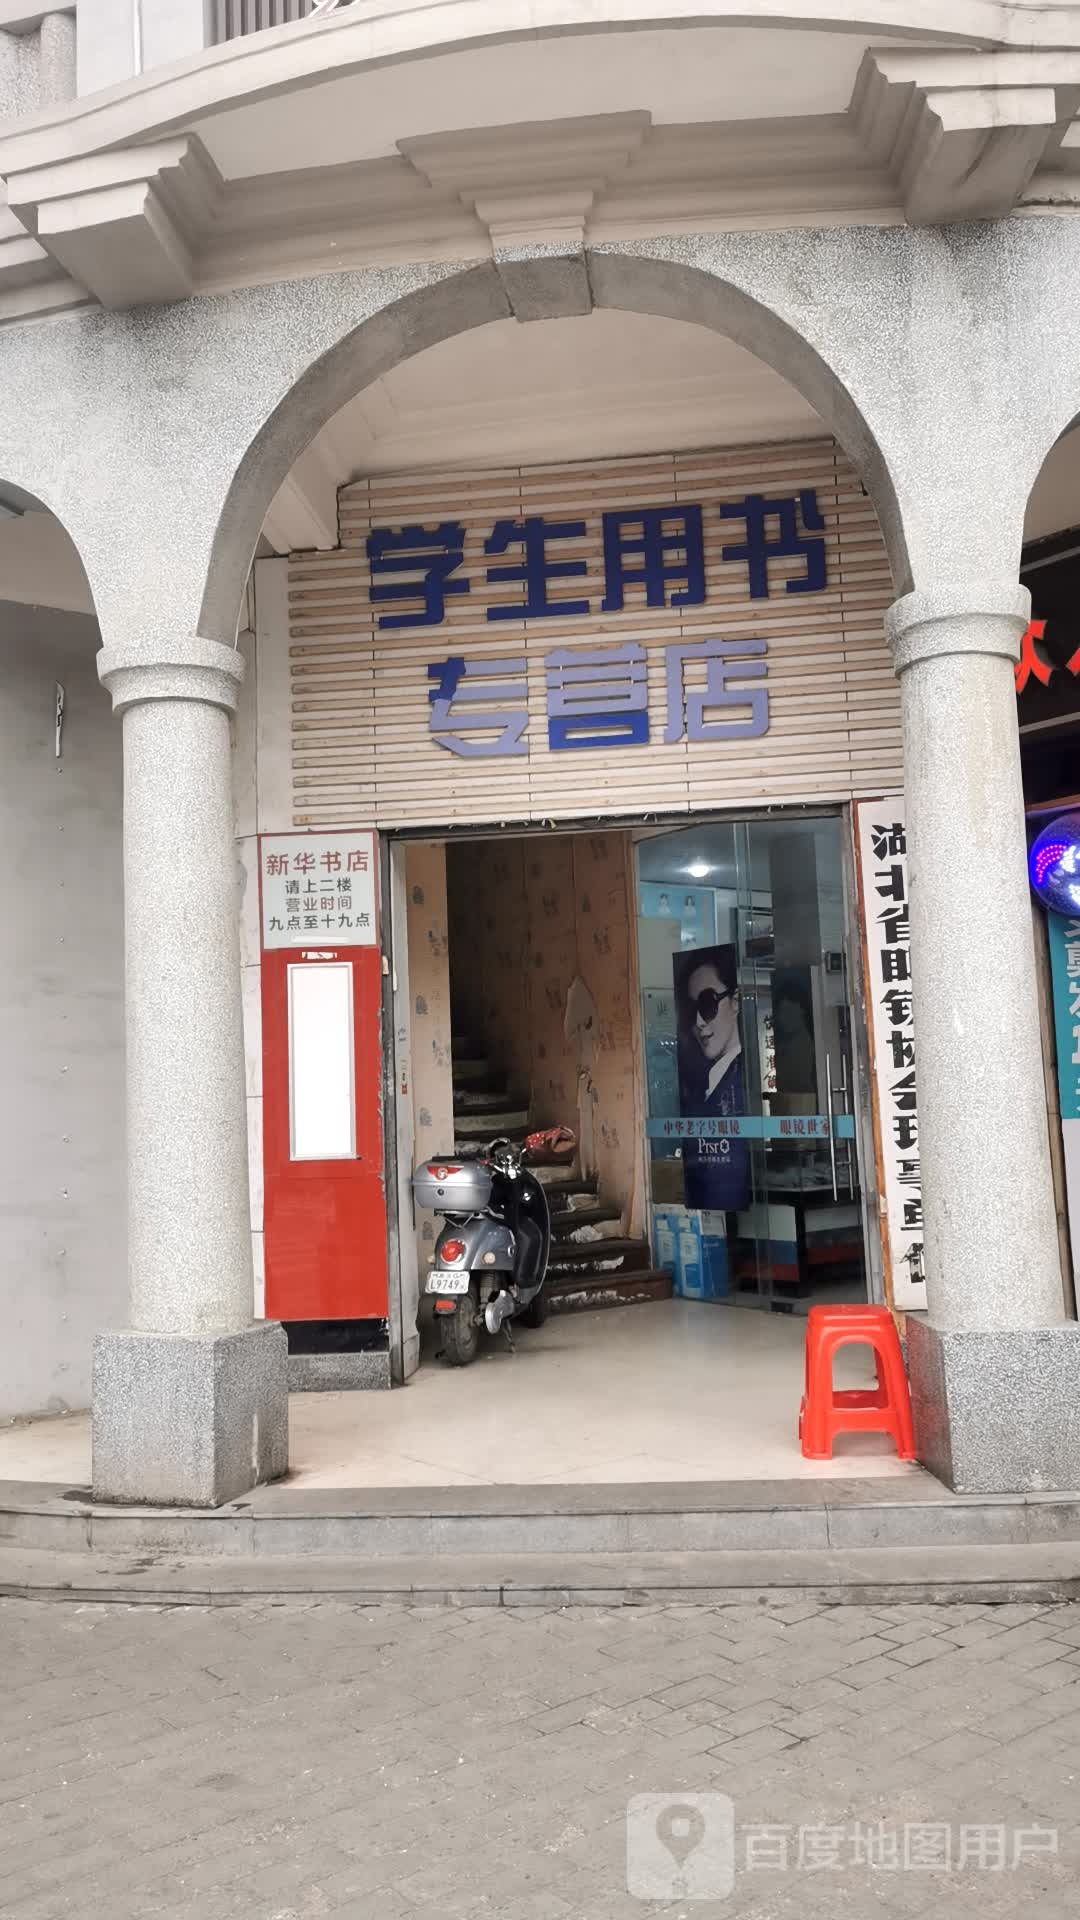 学生用书
专营店
新华书店
请上二楼
营业时间
九点至十九点
湖北省眼镜协会理事单位
中华老字号眼镜
眼镜世家
Prsr
L9749
百度地图用户